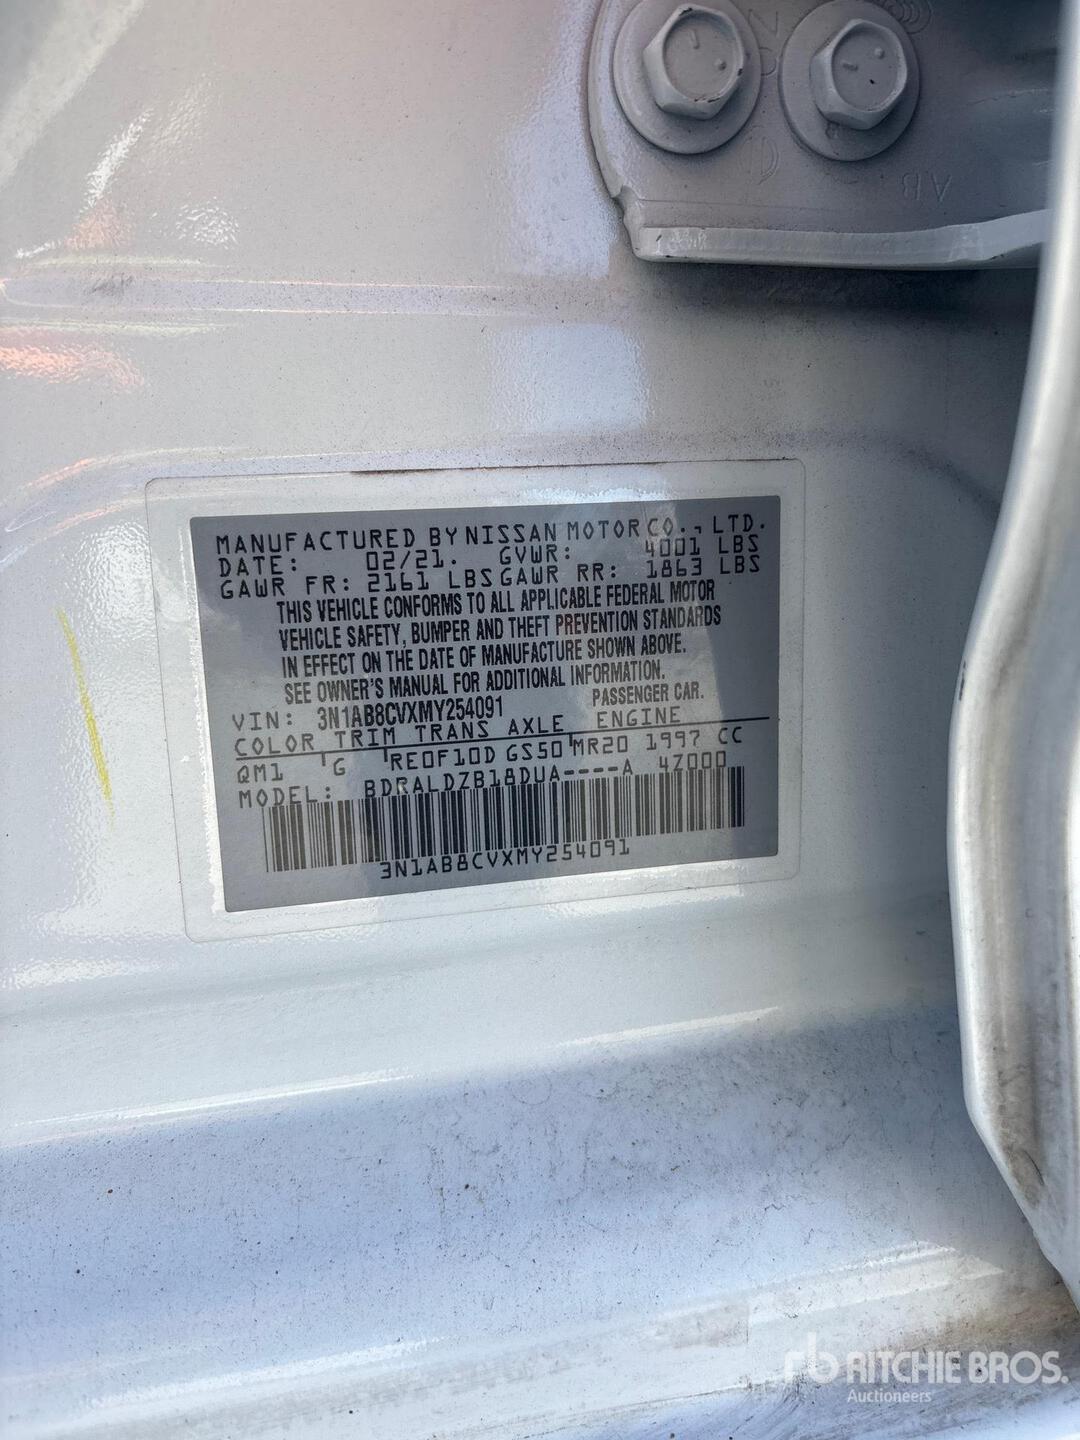 MANUFACTURED BY NISSAN MOTOR CO., LTD.
DATE: 02/21. GVWR: 4001 LBS
GAWR FR: 2161 LBS GAWR RR: 1863 LBS
THIS VEHICLE CONFORMS TO ALL APPLICABLE FEDERAL MOTOR
VEHICLE SAFETY, BUMPER AND THEFT PREVENTION STANDARDS
IN EFFECT ON THE DATE OF MANUFACTURE SHOWN ABOVE.
SEE OWNER'S MANUAL FOR ADDITIONAL INFORMATION.
VIN: 3N1AB8CVXMY254091 PASSENGER CAR.
COLOR TRIM TRANS AXLE ENGINE
QM1 G RE0F10D GS50 MR20 1997 CC
MODEL: BDRALDZB18DUA----A 4Z000
3N1AB8CVXMY254091
AB
rb RITCHIE BROS.
Auctioneers